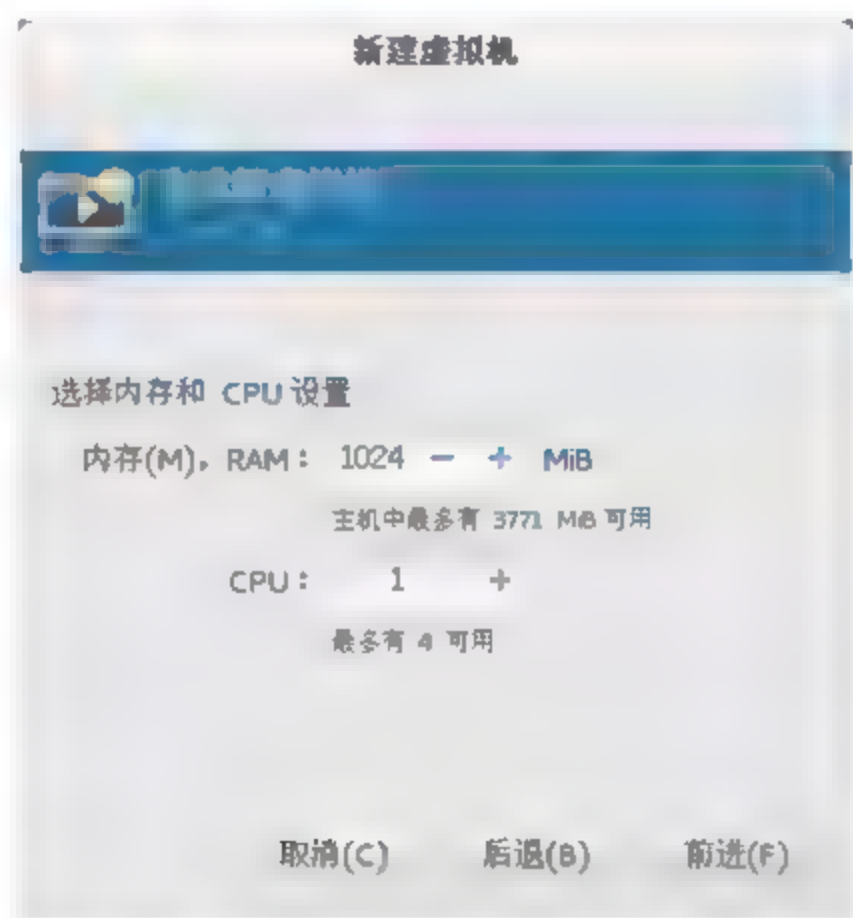 新建虚拟机
选择内存和 CPU 设置
内存(M), RAM: 1024 − + MiB
主机中最多有 3771 MiB 可用
CPU: 1 +
最多有 4 可用
取消(C) 后退(B) 前进(F)